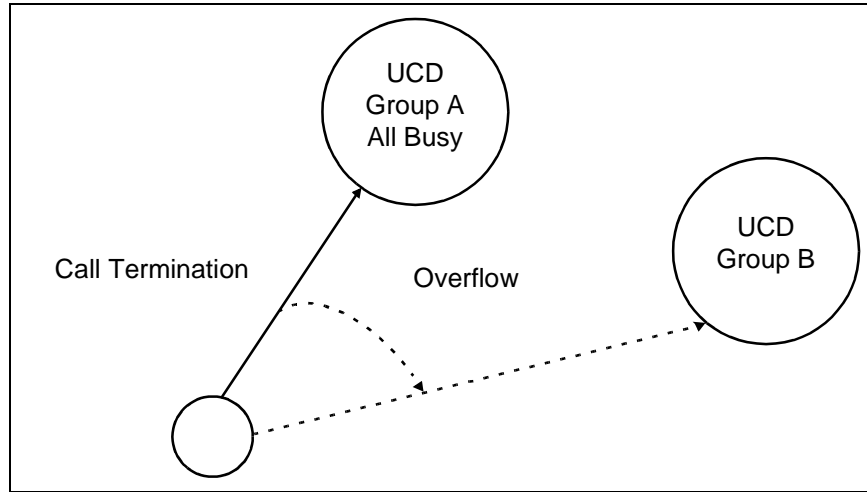 UCD
Group A
All Busy
UCD
Group B
Call Termination
Overflow